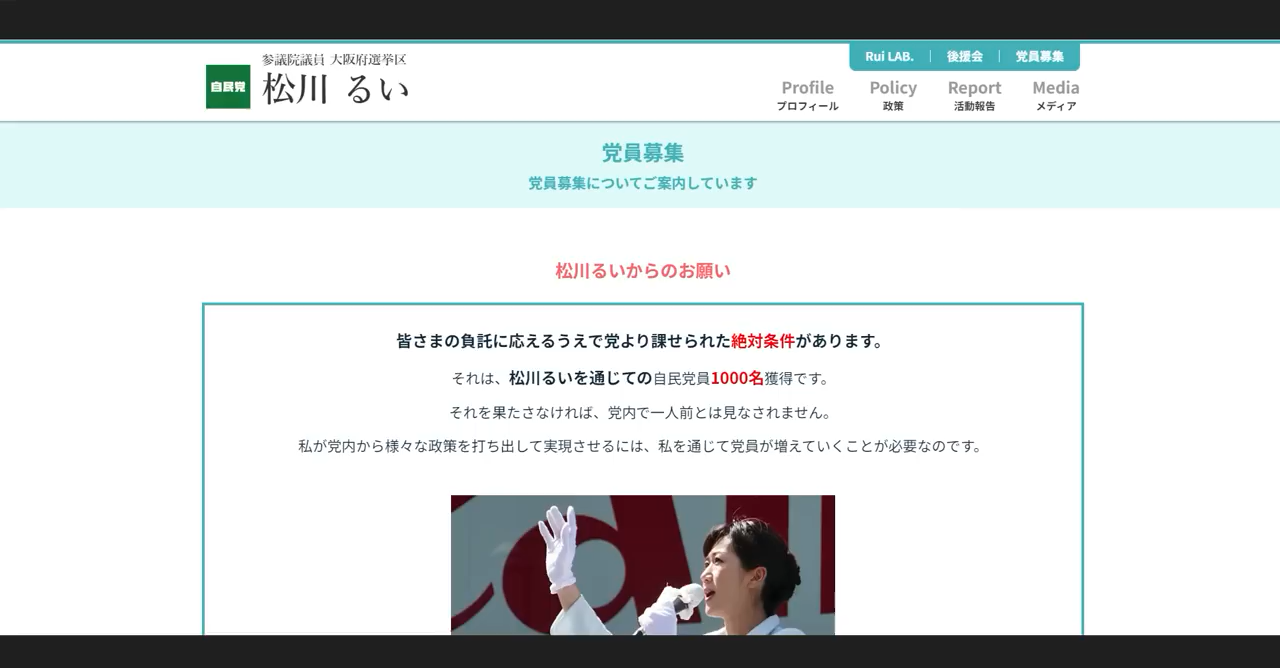 自民党
参議院議員 大阪府選挙区
松川 るい
Rui LAB.
後援会
党員募集
Profile
プロフィール
Policy
政策
Report
活動報告
Media
メディア
党員募集
党員募集についてご案内しています
松川るいからのお願い
皆さまの負託に応えるうえで党より課せられた絶対条件があります。
それは、松川るいを通じての自民党員1000名獲得です。
それを果たさなければ、党内で一人前とは見なされません。
私が党内から様々な政策を打ち出して実現させるには、私を通じて党員が増えていくことが必要なのです。